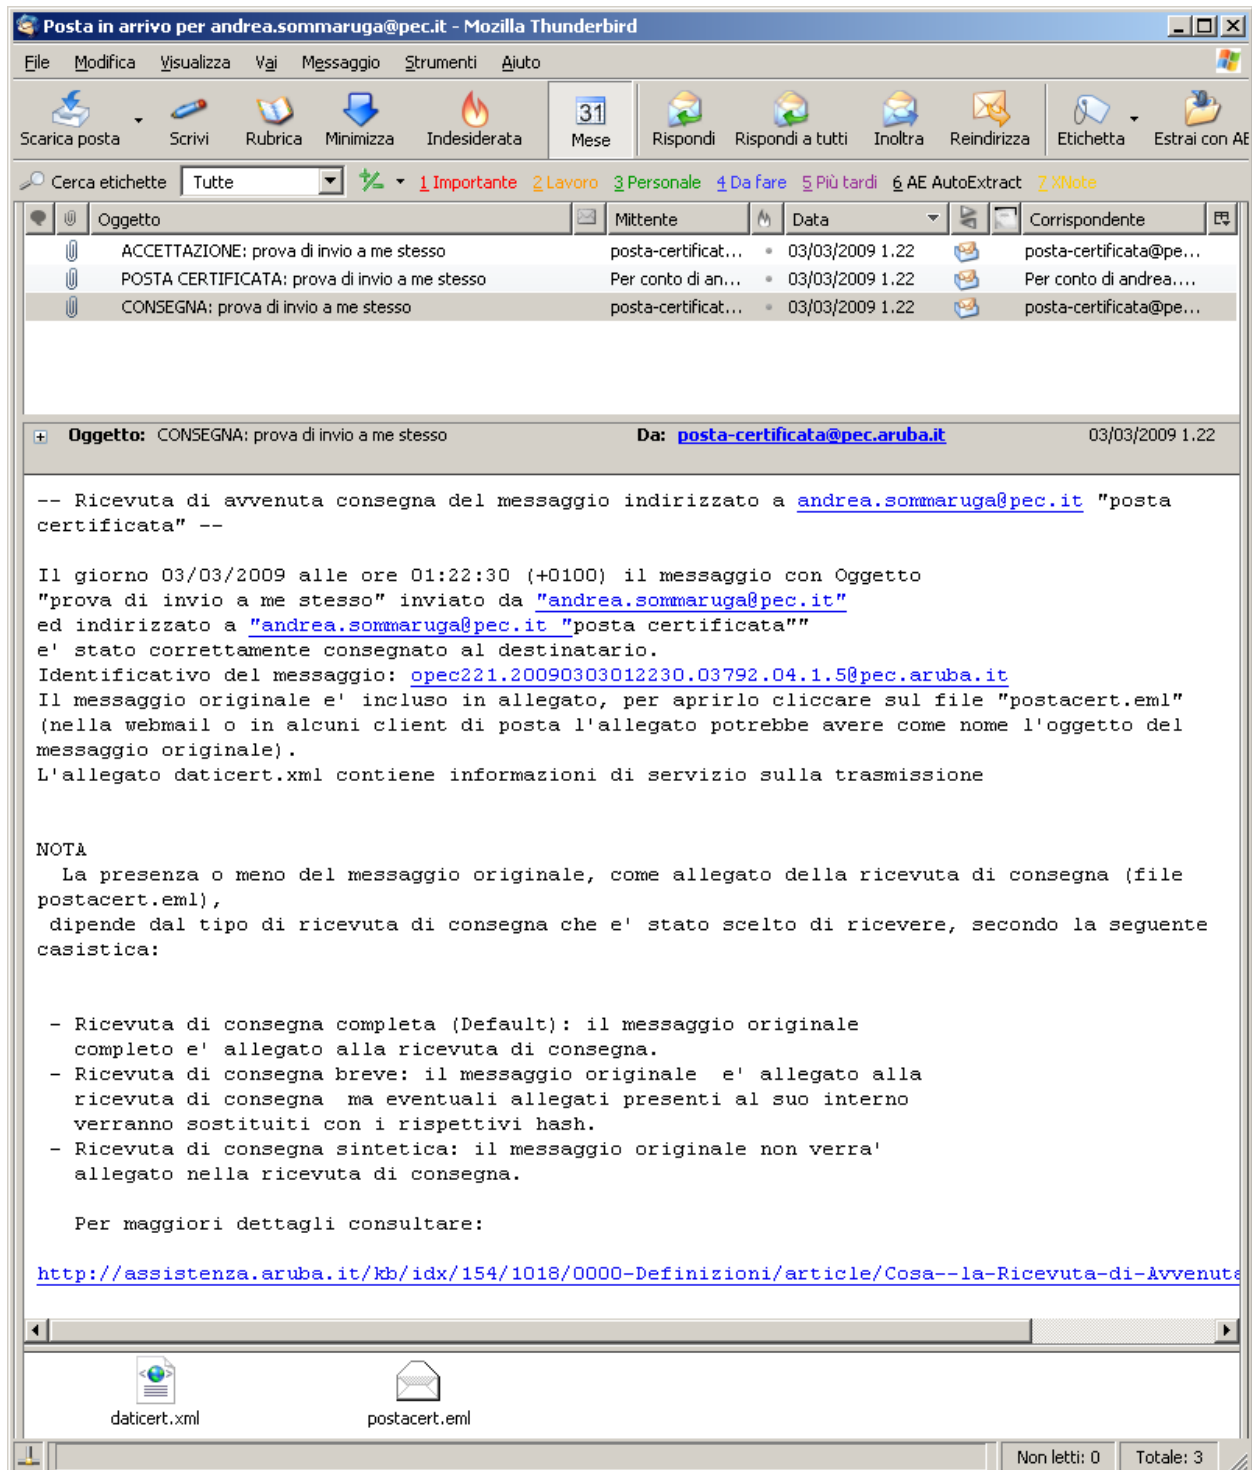 Posta in arrivo per andrea.sommaruga@pec.it - Mozilla Thunderbird
File Modifica Visualizza Vai Messaggio Strumenti Aiuto
Scarica posta Scrivi Rubrica Minimizza Indesiderata 31 Mese Rispondi Rispondi a tutti Inoltra Reindirizza Etichetta Estrai con AE
Cerca etichette Tutte 1 Importante 2 Lavoro 3 Personale 4 Da fare 5 Più tardi 6 AE AutoExtract 7 XNote
Oggetto Mittente Data Corrispondente
ACCETTAZIONE: prova di invio a me stesso posta-certificat... 03/03/2009 1.22 posta-certificata@pe...
POSTA CERTIFICATA: prova di invio a me stesso Per conto di an... 03/03/2009 1.22 Per conto di andrea....
CONSEGNA: prova di invio a me stesso posta-certificat... 03/03/2009 1.22 posta-certificata@pe...
Oggetto: CONSEGNA: prova di invio a me stesso Da: posta-certificata@pec.aruba.it 03/03/2009 1.22
-- Ricevuta di avvenuta consegna del messaggio indirizzato a andrea.sommaruga@pec.it "posta
certificata" --
Il giorno 03/03/2009 alle ore 01:22:30 (+0100) il messaggio con Oggetto
"prova di invio a me stesso" inviato da "andrea.sommaruga@pec.it"
ed indirizzato a "andrea.sommaruga@pec.it "posta certificata""
e' stato correttamente consegnato al destinatario.
Identificativo del messaggio: opec221.20090303012230.03792.04.1.5@pec.aruba.it
Il messaggio originale e' incluso in allegato, per aprirlo cliccare sul file "postacert.eml"
(nella webmail o in alcuni client di posta l'allegato potrebbe avere come nome l'oggetto del
messaggio originale).
L'allegato daticert.xml contiene informazioni di servizio sulla trasmissione
NOTA
La presenza o meno del messaggio originale, come allegato della ricevuta di consegna (file
postacert.eml),
dipende dal tipo di ricevuta di consegna che e' stato scelto di ricevere, secondo la seguente
casistica:
- Ricevuta di consegna completa (Default): il messaggio originale
completo e' allegato alla ricevuta di consegna.
- Ricevuta di consegna breve: il messaggio originale e' allegato alla
ricevuta di consegna ma eventuali allegati presenti al suo interno
verranno sostituiti con i rispettivi hash.
- Ricevuta di consegna sintetica: il messaggio originale non verra'
allegato nella ricevuta di consegna.
Per maggiori dettagli consultare:
http://assistenza.aruba.it/kb/idx/154/1018/0000-Definizioni/article/Cosa--la-Ricevuta-di-Avvenuta
daticert.xml postacert.eml
Non letti: 0 Totale: 3